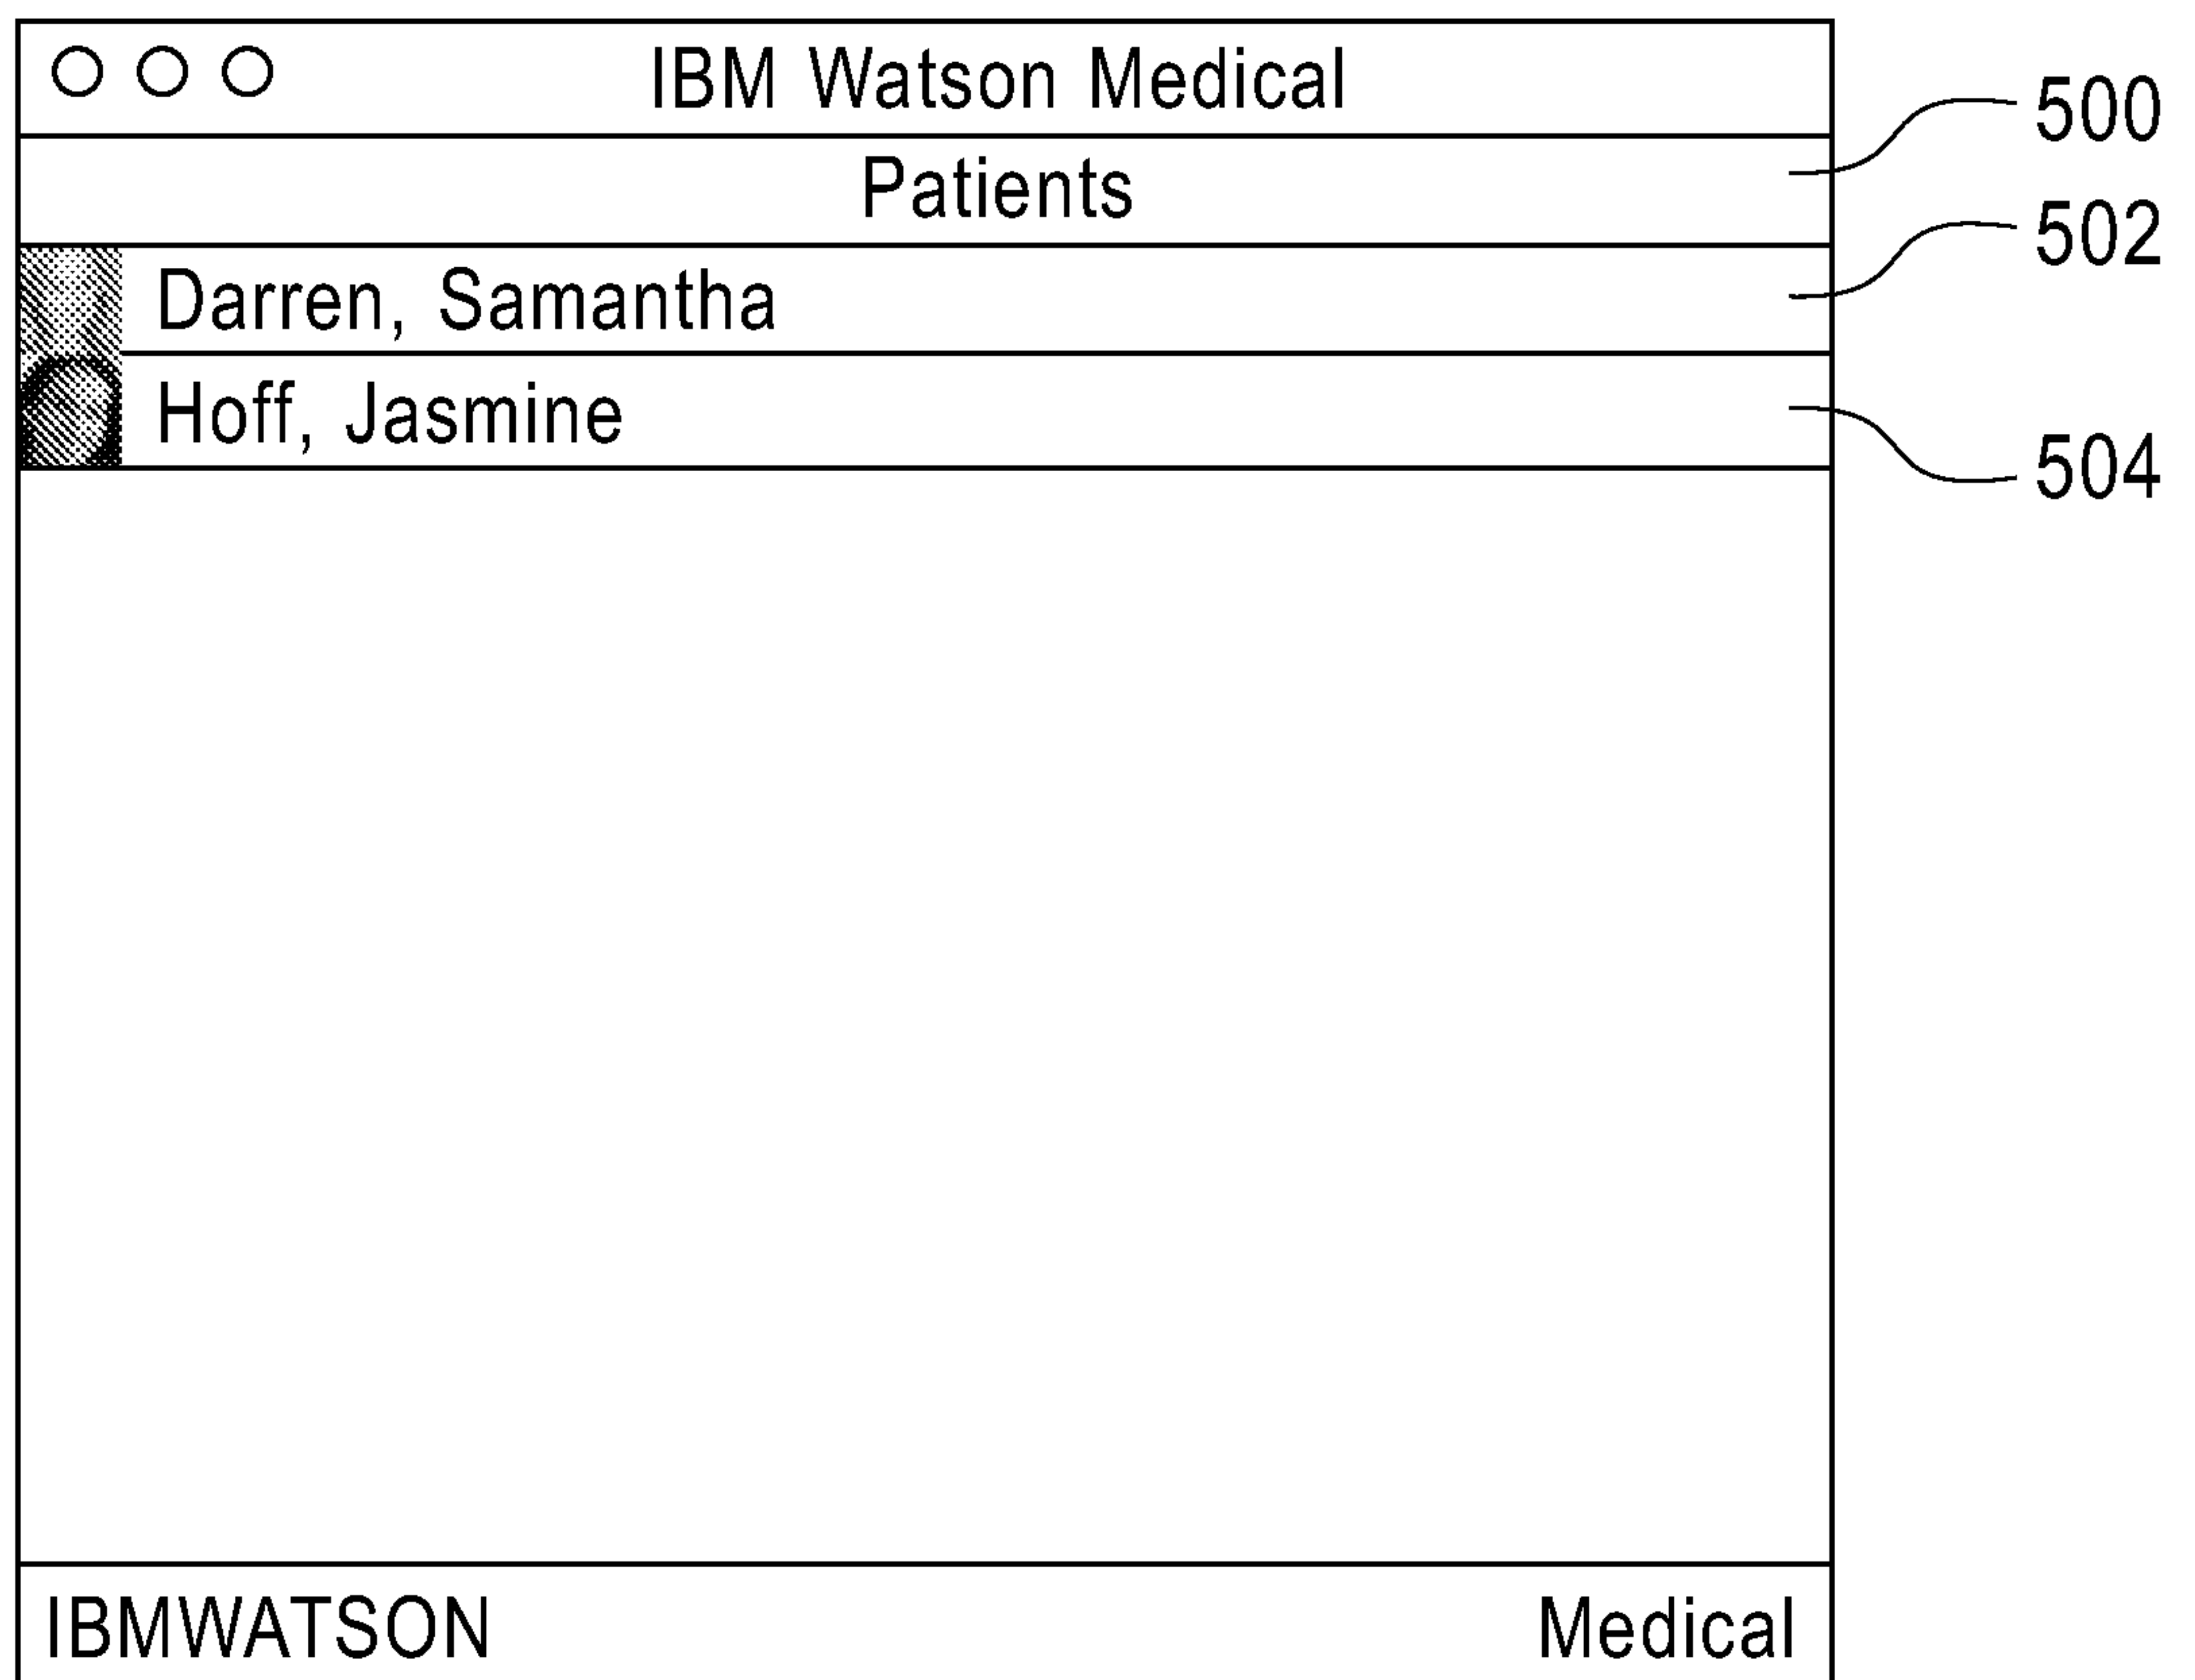 IBM Watson Medical
500
Patients
502
Darren, Samantha
Hoff, Jasmine
504
IBMWATSON Medical